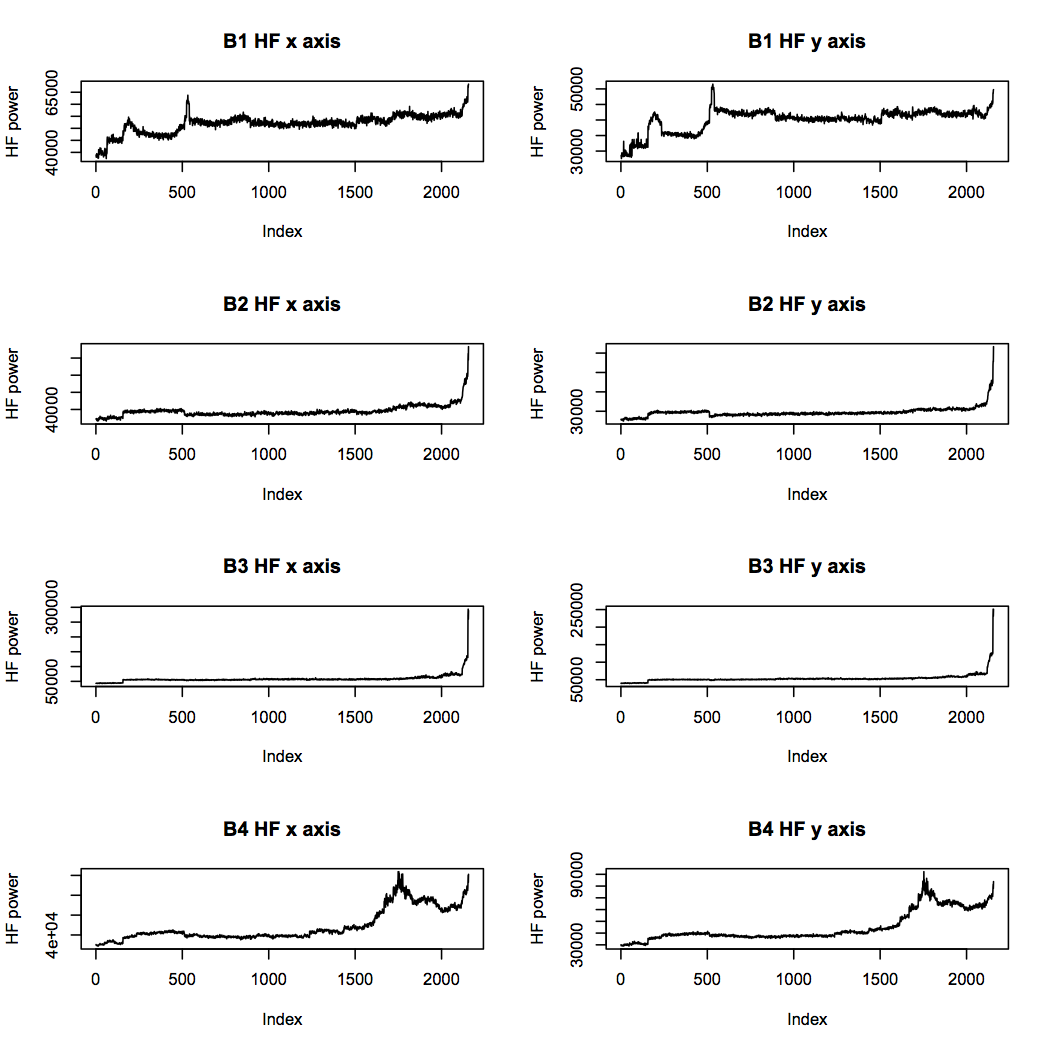 B1 HF x axis
HF power
40000 65000
0 500 1000 1500 2000
Index
B1 HF y axis
HF power
30000 50000
0 500 1000 1500 2000
Index
B2 HF x axis
HF power
40000
0 500 1000 1500 2000
Index
B2 HF y axis
HF power
30000
0 500 1000 1500 2000
Index
B3 HF x axis
HF power
50000 300000
0 500 1000 1500 2000
Index
B3 HF y axis
HF power
50000 250000
0 500 1000 1500 2000
Index
B4 HF x axis
HF power
4e+04
0 500 1000 1500 2000
Index
B4 HF y axis
HF power
30000 90000
0 500 1000 1500 2000
Index